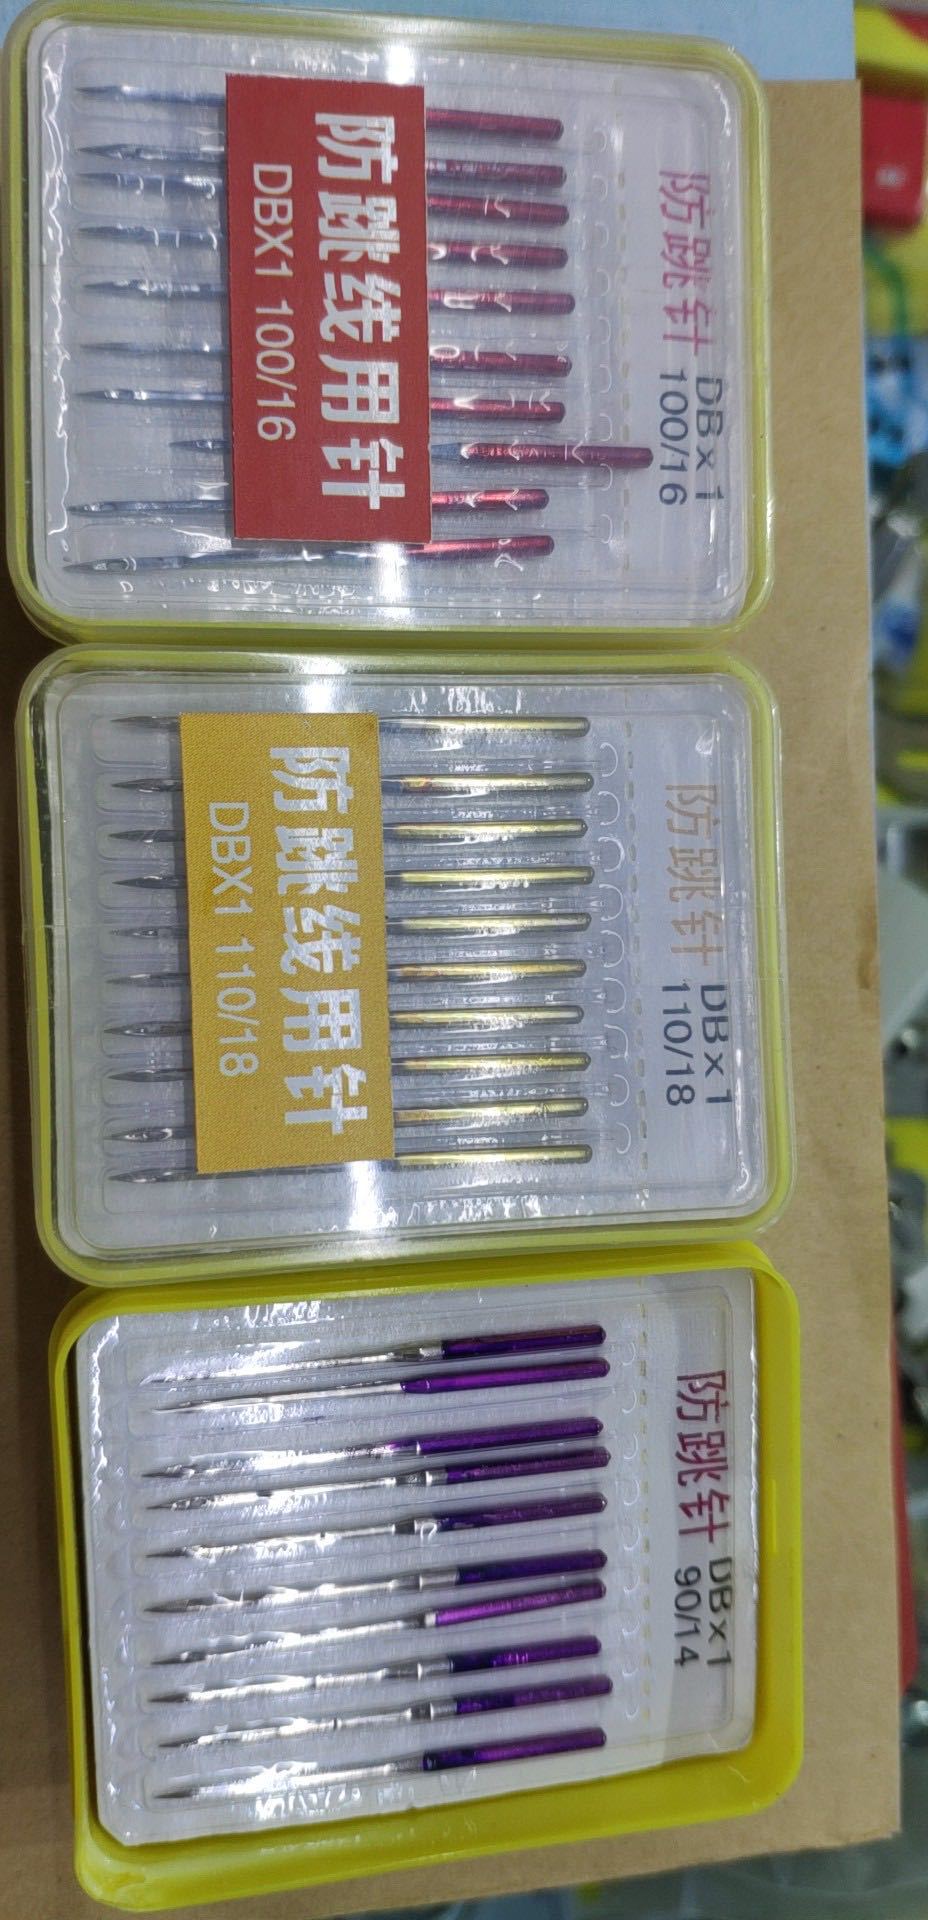 防跳针 DB×1
100/16
防跳线用针
DBX1 100/16
防跳针 DB×1
110/18
防跳线用针
DBX1 110/18
防跳针 DB×1
90/14